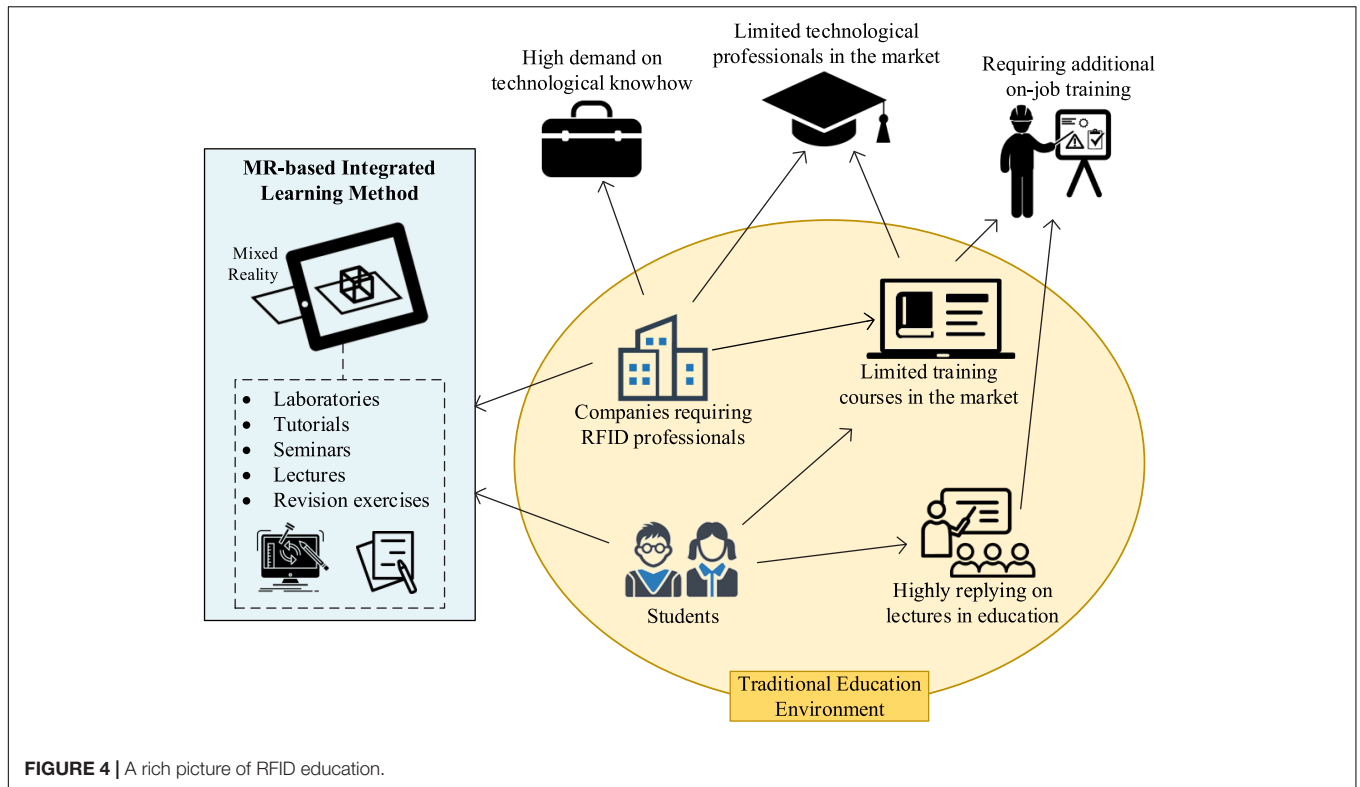 High demand on
technological knowhow
Limited technological
professionals in the market
Requiring additional
on-job training
MR-based Integrated
Learning Method
Mixed
Reality
• Laboratories
• Tutorials
• Seminars
• Lectures
• Revision exercises
Companies requiring
RFID professionals
Limited training
courses in the market
Students
Highly replying on
lectures in education
Traditional Education
Environment
FIGURE 4 | A rich picture of RFID education.